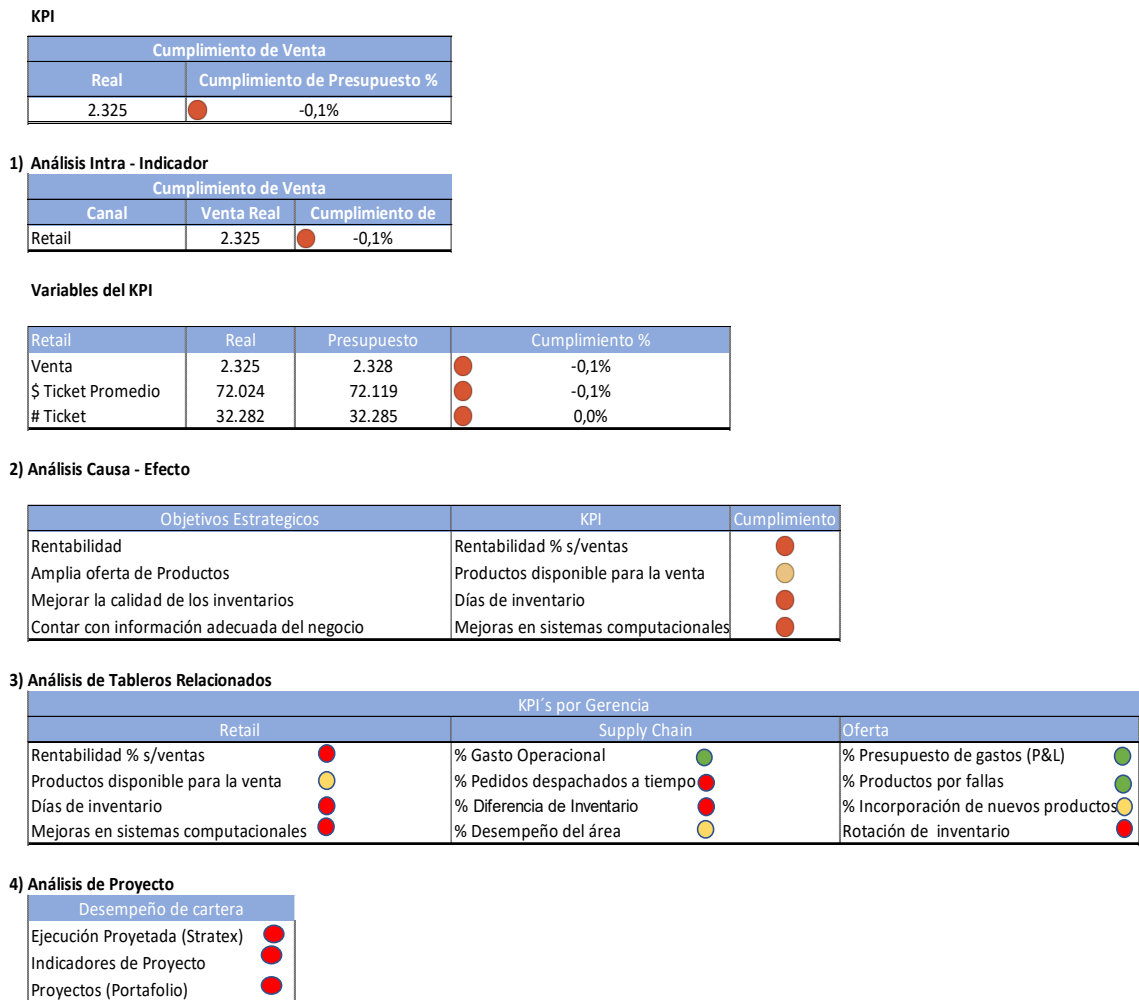 KPI
Cumplimiento de Venta
Real Cumplimiento de Presupuesto %
2.325 -0,1%
1) Análisis Intra - Indicador
Cumplimiento de Venta
Canal Venta Real Cumplimiento de
Retail 2.325 -0,1%
Variables del KPI
Retail Real Presupuesto Cumplimiento %
Venta 2.325 2.328 -0,1%
$ Ticket Promedio 72.024 72.119 -0,1%
# Ticket 32.282 32.285 0,0%
2) Análisis Causa - Efecto
Objetivos Estrategicos KPI Cumplimiento
Rentabilidad Rentabilidad % s/ventas
Amplia oferta de Productos Productos disponible para la venta
Mejorar la calidad de los inventarios Días de inventario
Contar con información adecuada del negocio Mejoras en sistemas computacionales
3) Análisis de Tableros Relacionados
KPI´s por Gerencia
Retail Supply Chain Oferta
Rentabilidad % s/ventas % Gasto Operacional % Presupuesto de gastos (P&L)
Productos disponible para la venta % Pedidos despachados a tiempo % Productos por fallas
Días de inventario % Diferencia de Inventario % Incorporación de nuevos productos
Mejoras en sistemas computacionales % Desempeño del área Rotación de inventario
4) Análisis de Proyecto
Desempeño de cartera
Ejecución Proyetada (Stratex)
Indicadores de Proyecto
Proyectos (Portafolio)